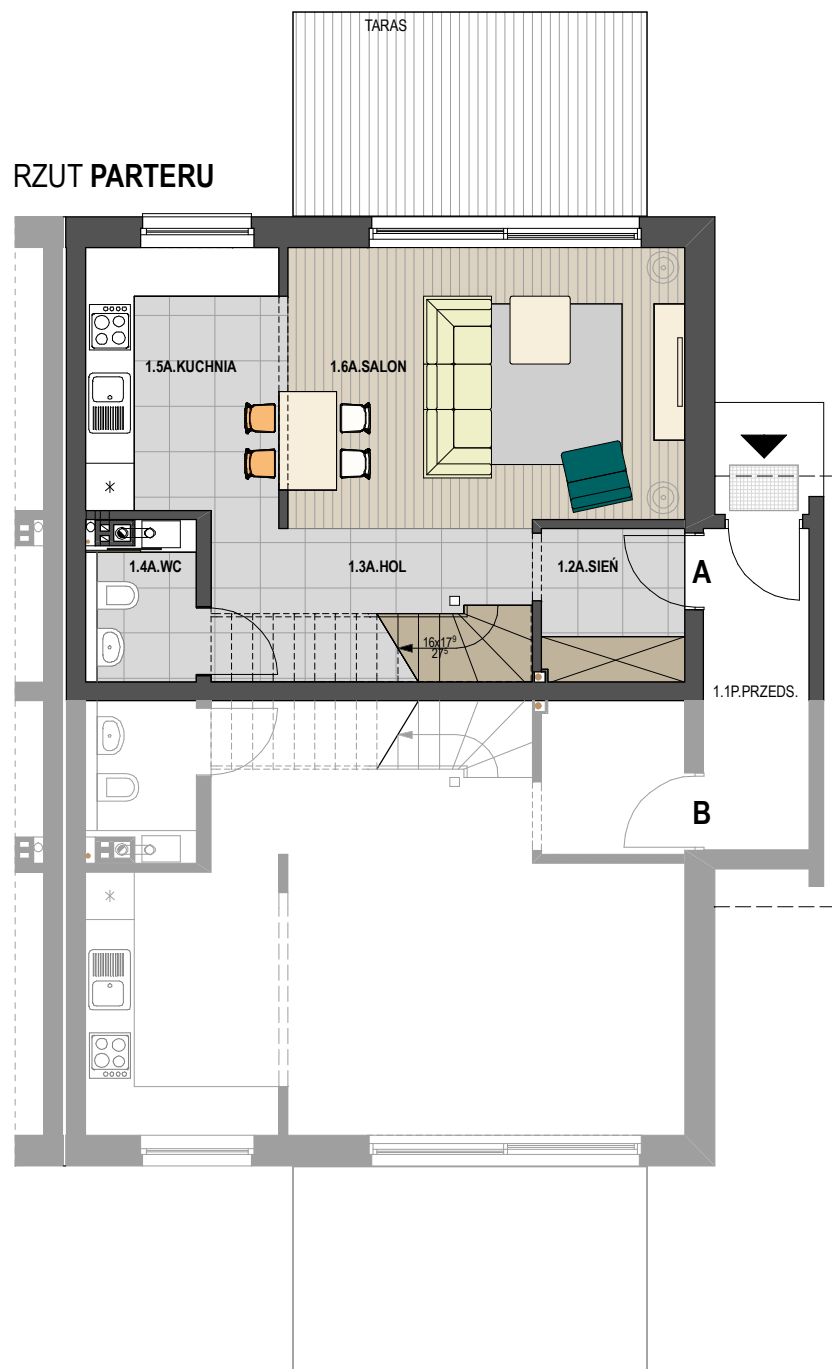 TARAS
RZUT PARTERU
1.5A.KUCHNIA
1.6A.SALON
1.4A.WC
1.3A.HOL
1.2A.SIEŃ
A
16x17⁹
27⁵
1.1P.PRZEDS.
B